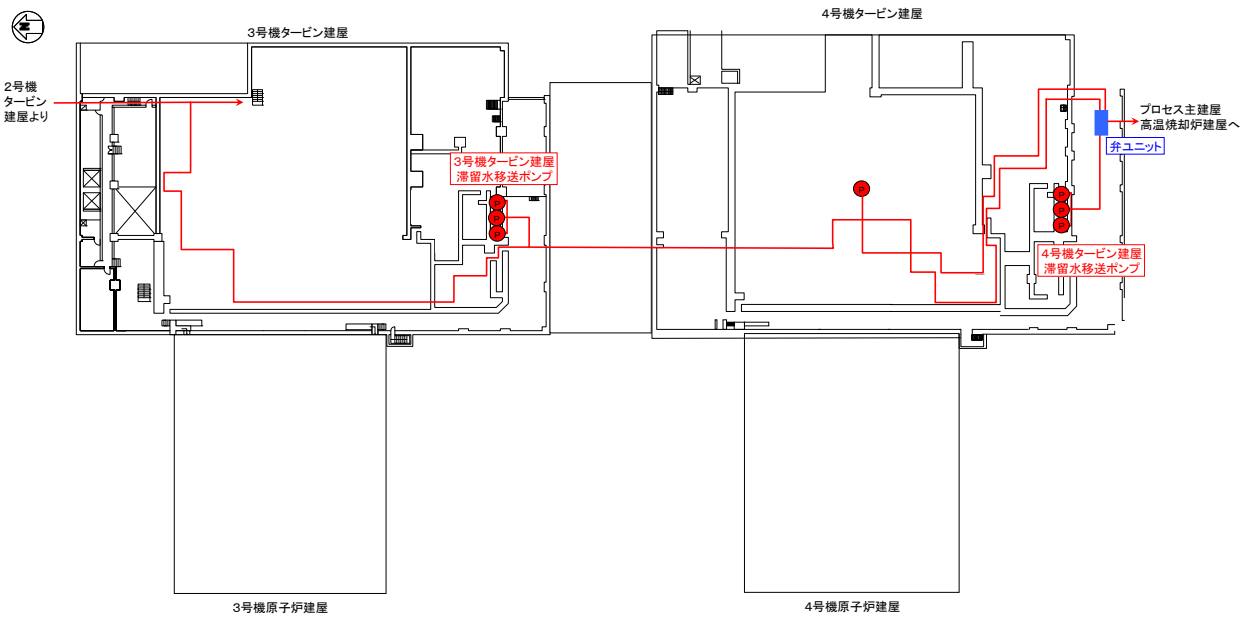 N
3号機タービン建屋
4号機タービン建屋
2号機
タービン
建屋より
プロセス主建屋
高温焼却炉建屋へ
弁ユニット
3号機タービン建屋
滞留水移送ポンプ
P
P
P
P
P
P
P
4号機タービン建屋
滞留水移送ポンプ
3号機原子炉建屋
4号機原子炉建屋